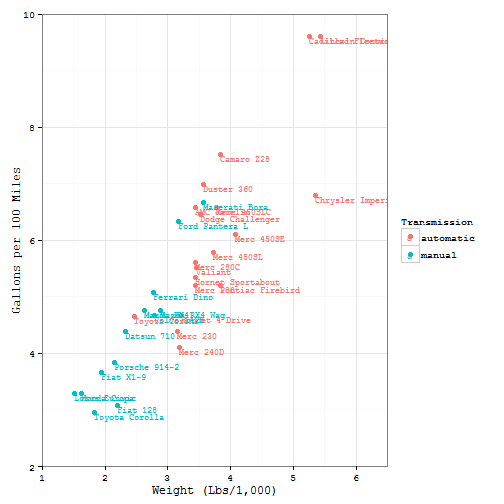 10
8
6
4
2
1
2
3
4
5
6
Gallons per 100 Miles
Weight (Lbs/1,000)
Camaro Z28
Duster 360
Chrysler Imper
Maserati Bora
Dodge Challenger
Ford Pantera L
Merc 450SE
Merc 450SL
Merc 280C
Valiant
Hornet Sportabout
Pontiac Firebird
Ferrari Dino
Datsun 710
Merc 230
Merc 240D
Porsche 914-2
Fiat X1-9
Fiat 128
Toyota Corolla
Transmission
automatic
manual